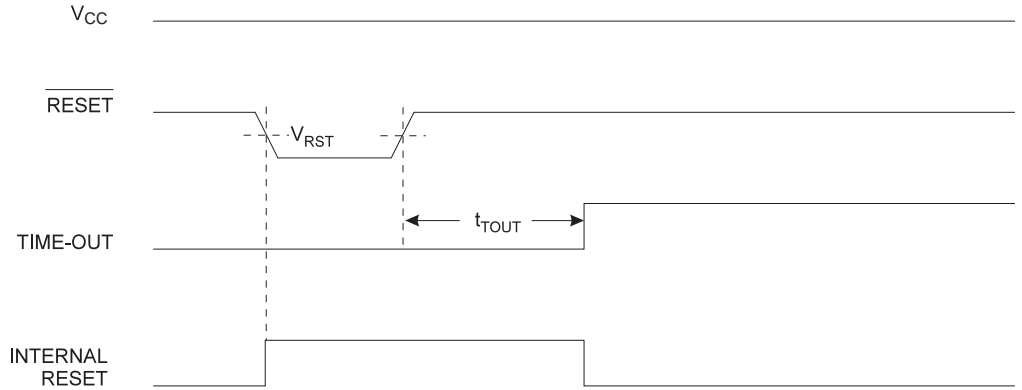 VCC
RESET
VRST
tTOUT
TIME-OUT
INTERNAL
RESET